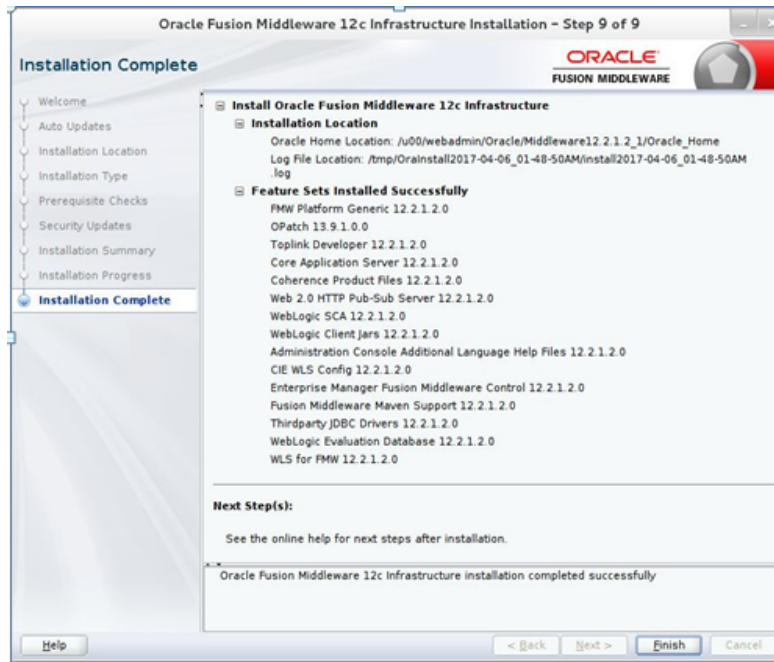 Oracle Fusion Middleware 12c Infrastructure Installation - Step 9 of 9
Installation Complete
ORACLE
FUSION MIDDLEWARE
Welcome
Auto Updates
Installation Location
Installation Type
Prerequisite Checks
Security Updates
Installation Summary
Installation Progress
Installation Complete
Install Oracle Fusion Middleware 12c Infrastructure
Installation Location
Oracle Home Location: /u00/webadmin/Oracle/Middleware12.2.1.2_1/Oracle_Home
Log File Location: /tmp/OraInstall2017-04-06_01-48-50AM/install2017-04-06_01-48-50AM
.log
Feature Sets Installed Successfully
FMW Platform Generic 12.2.1.2.0
OPatch 13.9.1.0.0
Toplink Developer 12.2.1.2.0
Core Application Server 12.2.1.2.0
Coherence Product Files 12.2.1.2.0
Web 2.0 HTTP Pub-Sub Server 12.2.1.2.0
WebLogic SCA 12.2.1.2.0
WebLogic Client Jars 12.2.1.2.0
Administration Console Additional Language Help Files 12.2.1.2.0
CIE WLS Config 12.2.1.2.0
Enterprise Manager Fusion Middleware Control 12.2.1.2.0
Fusion Middleware Maven Support 12.2.1.2.0
Thirdparty JDBC Drivers 12.2.1.2.0
WebLogic Evaluation Database 12.2.1.2.0
WLS for FMW 12.2.1.2.0
Next Step(s):
See the online help for next steps after installation.
Oracle Fusion Middleware 12c Infrastructure installation completed successfully
Help
< Back
Next >
Finish
Cancel